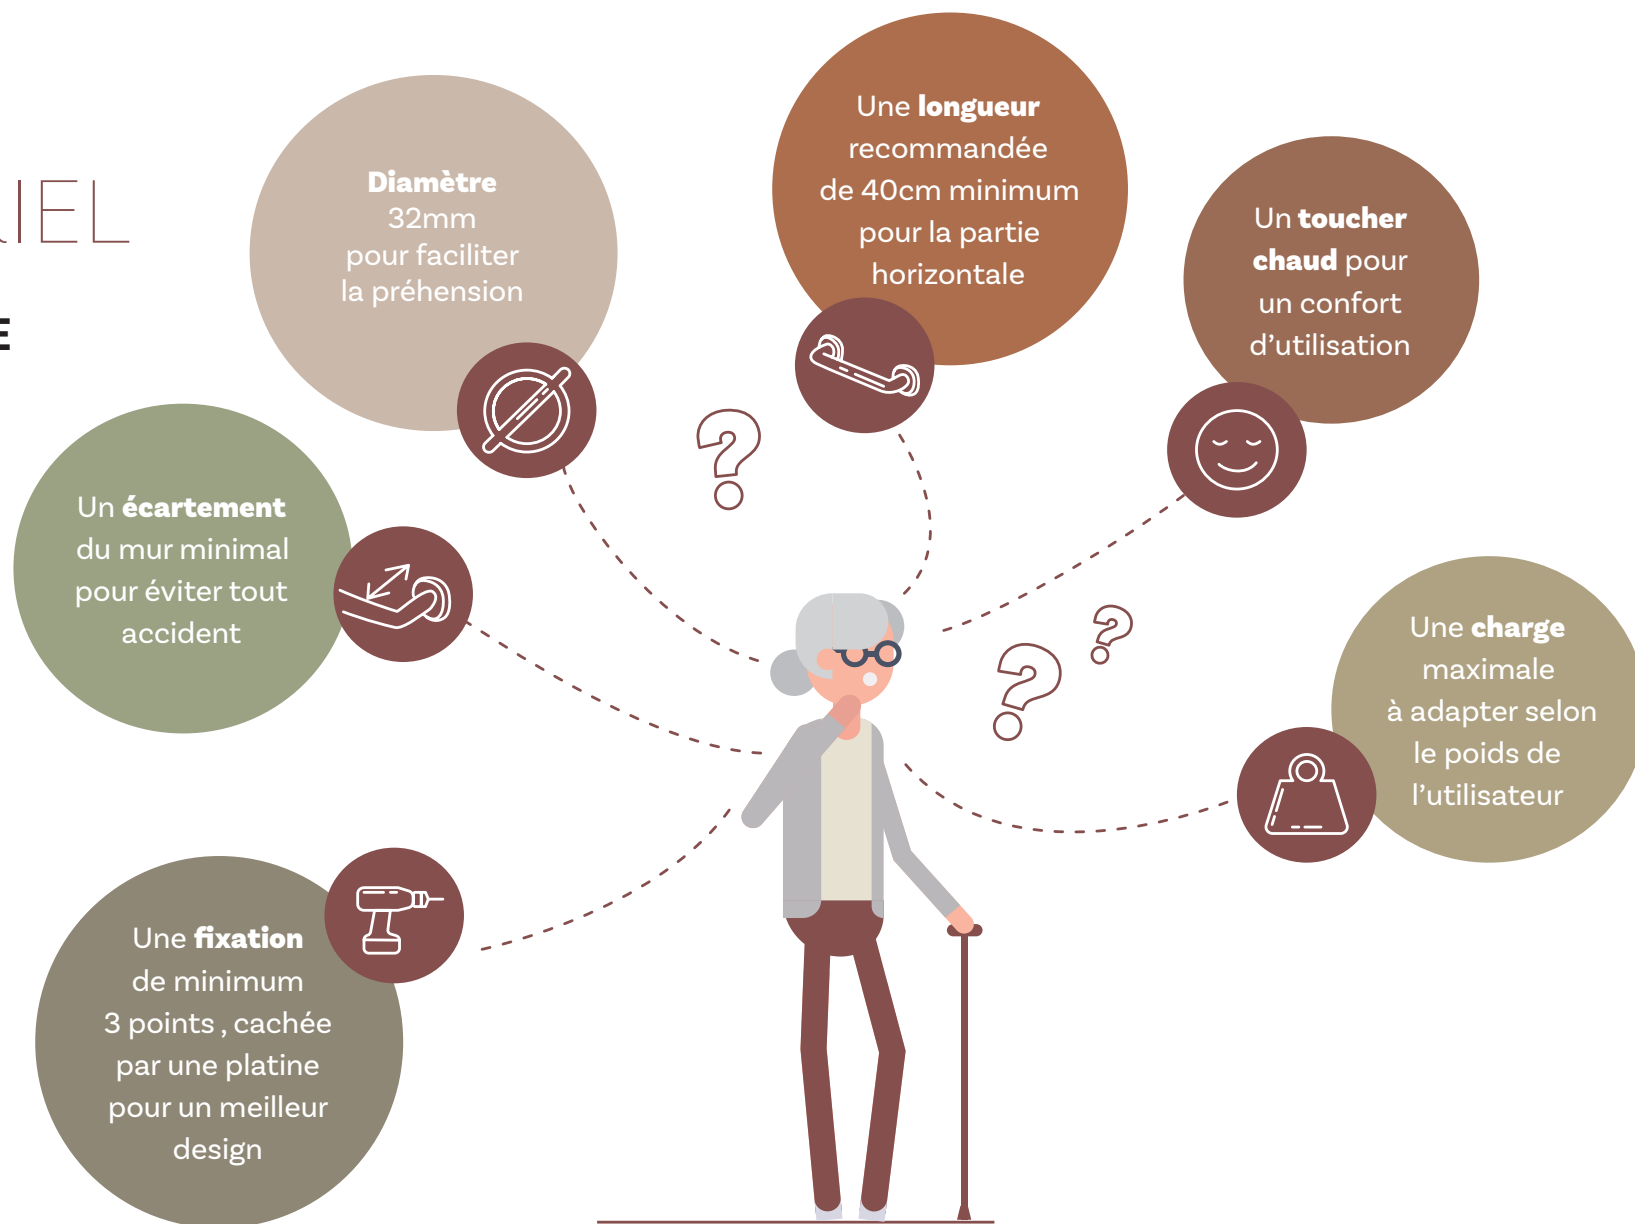 IEL
E
Diamètre
32mm
pour faciliter
la préhension
Une longueur
recommandée
de 40cm minimum
pour la partie
horizontale
Un toucher
chaud pour
un confort
d’utilisation
Un écartement
du mur minimal
pour éviter tout
accident
Une charge
maximale
à adapter selon
le poids de
l’utilisateur
Une fixation
de minimum
3 points , cachée
par une platine
pour un meilleur
design